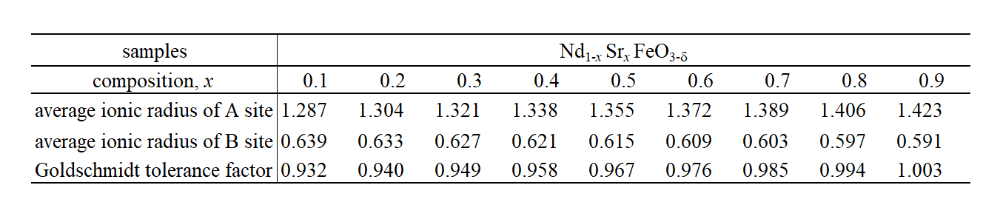 samples Nd1-x Srx FeO3-δ
composition, x 0.1 0.2 0.3 0.4 0.5 0.6 0.7 0.8 0.9
average ionic radius of A site 1.287 1.304 1.321 1.338 1.355 1.372 1.389 1.406 1.423
average ionic radius of B site 0.639 0.633 0.627 0.621 0.615 0.609 0.603 0.597 0.591
Goldschmidt tolerance factor 0.932 0.940 0.949 0.958 0.967 0.976 0.985 0.994 1.003